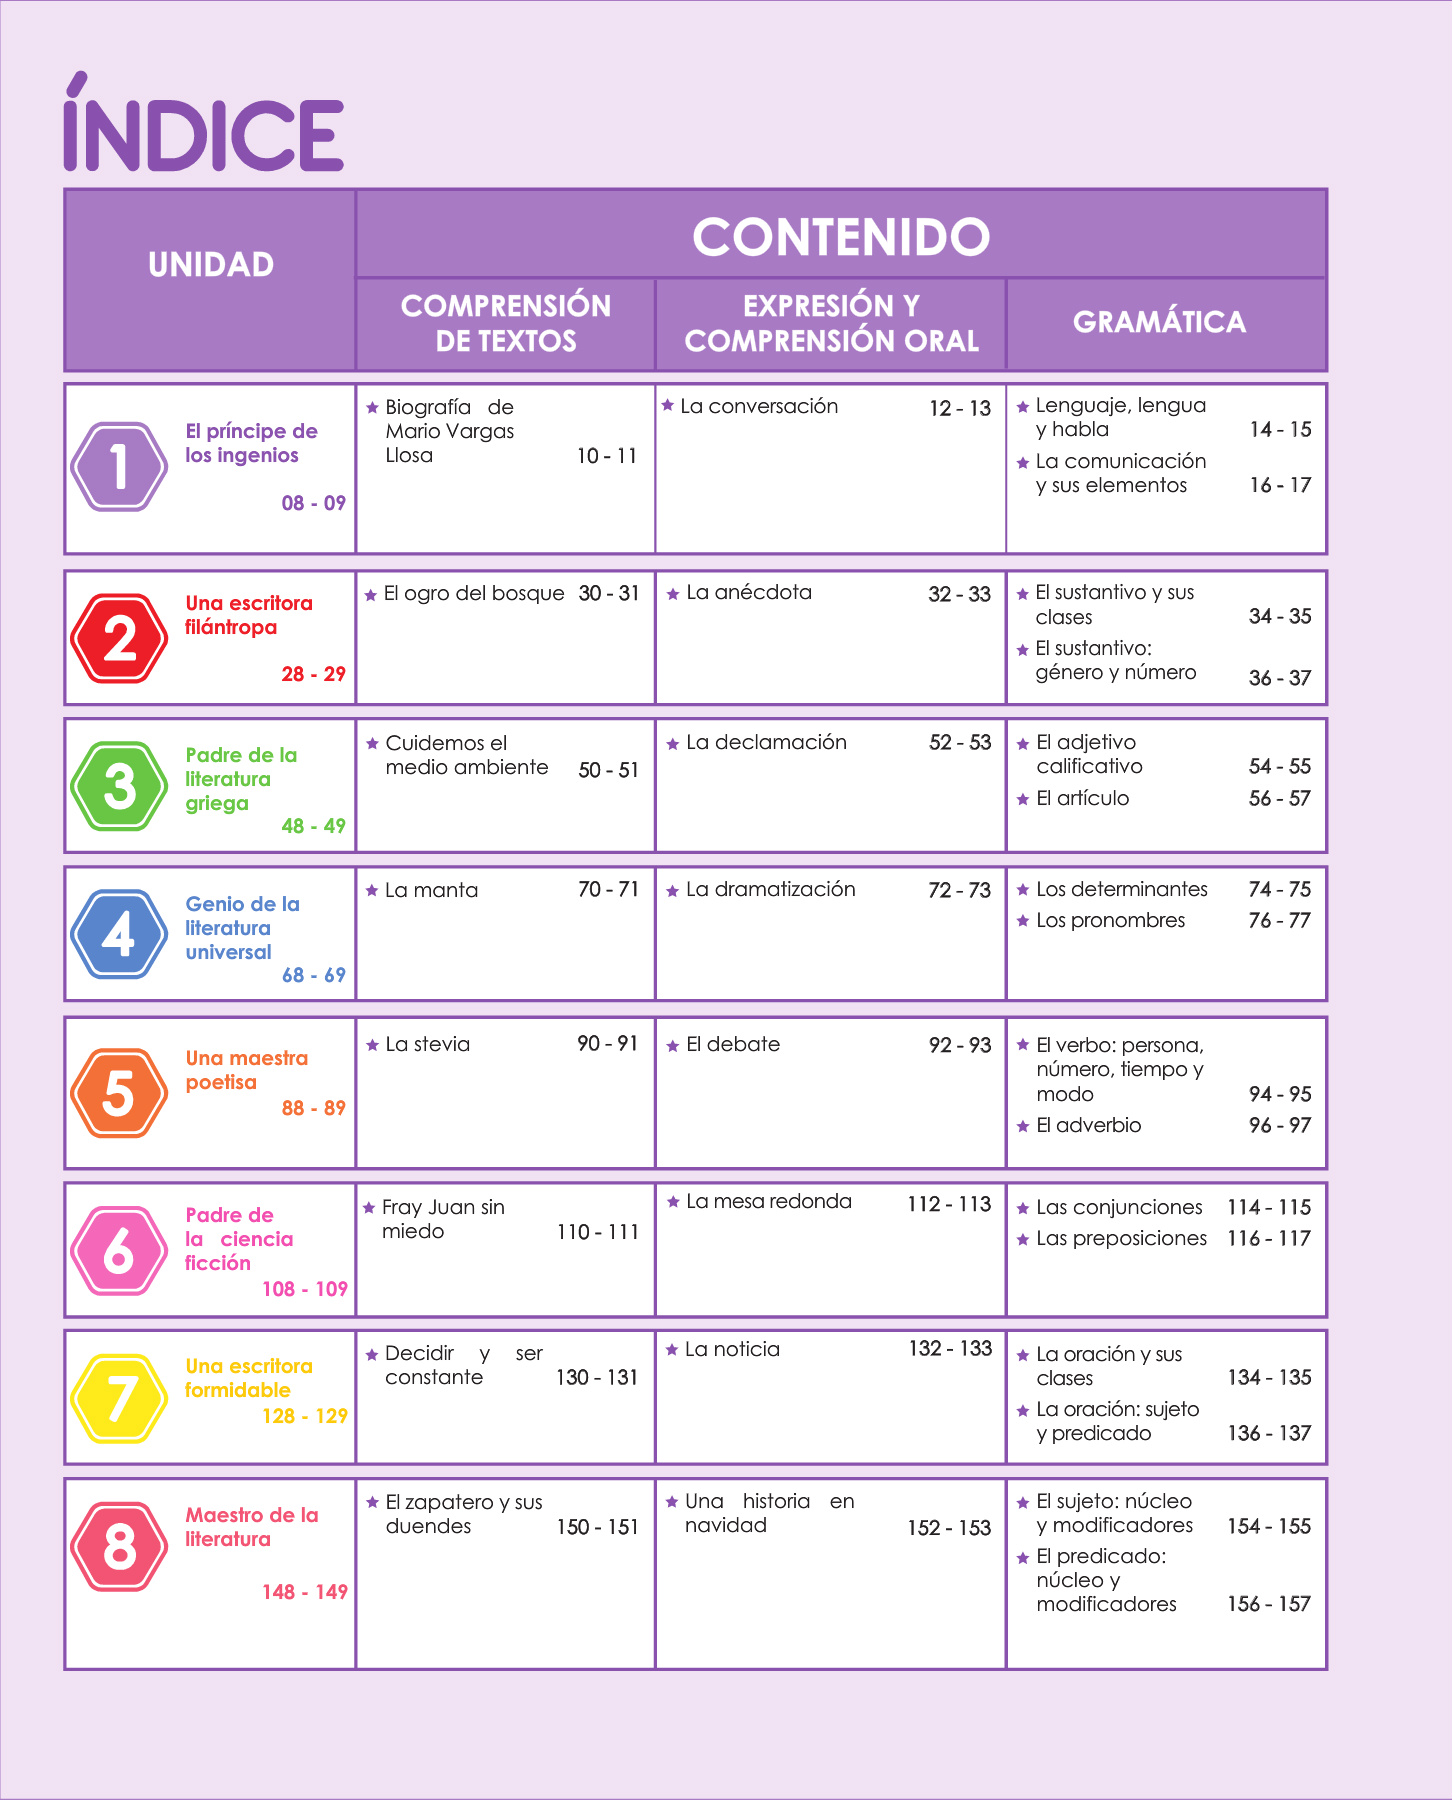 ÍNDICE
UNIDAD
CONTENIDO
COMPRENSIÓN
DE TEXTOS
EXPRESIÓN Y
COMPRENSIÓN ORAL
GRAMÁTICA
1
El príncipe de
los ingenios
08 - 09
Biografía de
Mario Vargas
Llosa 10 - 11
La conversación 12 - 13
Lenguaje, lengua
y habla 14 - 15
La comunicación
y sus elementos 16 - 17
2
Una escritora
filántropa
28 - 29
El ogro del bosque 30 - 31
La anécdota 32 - 33
El sustantivo y sus
clases 34 - 35
El sustantivo:
género y número 36 - 37
3
Padre de la
literatura
griega
48 - 49
Cuidemos el
medio ambiente 50 - 51
La declamación 52 - 53
El adjetivo
calificativo 54 - 55
El artículo 56 - 57
4
Genio de la
literatura
universal
68 - 69
La manta 70 - 71
La dramatización 72 - 73
Los determinantes 74 - 75
Los pronombres 76 - 77
5
Una maestra
poetisa
88 - 89
La stevia 90 - 91
El debate 92 - 93
El verbo: persona,
número, tiempo y
modo 94 - 95
El adverbio 96 - 97
6
Padre de
la ciencia
ficción
108 - 109
Fray Juan sin
miedo 110 - 111
La mesa redonda 112 - 113
Las conjunciones 114 - 115
Las preposiciones 116 - 117
7
Una escritora
formidable
128 - 129
Decidir y ser
constante 130 - 131
La noticia 132 - 133
La oración y sus
clases 134 - 135
La oración: sujeto
y predicado 136 - 137
8
Maestro de la
literatura
148 - 149
El zapatero y sus
duendes 150 - 151
Una historia en
navidad 152 - 153
El sujeto: núcleo
y modificadores 154 - 155
El predicado:
núcleo y
modificadores 156 - 157